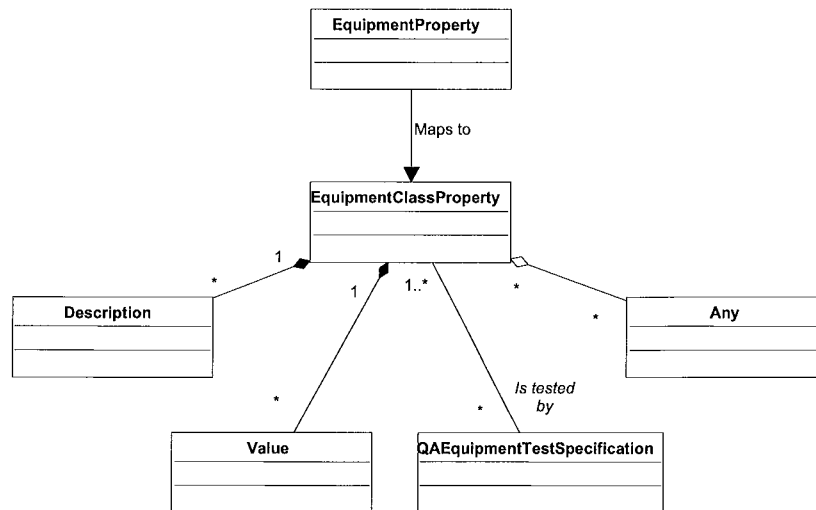 EquipmentProperty
Maps to
EquipmentClassProperty
1
*
1
1..*
*
*
Description
Any
*
*
Is tested
by
Value
QAEquipmentTestSpecification